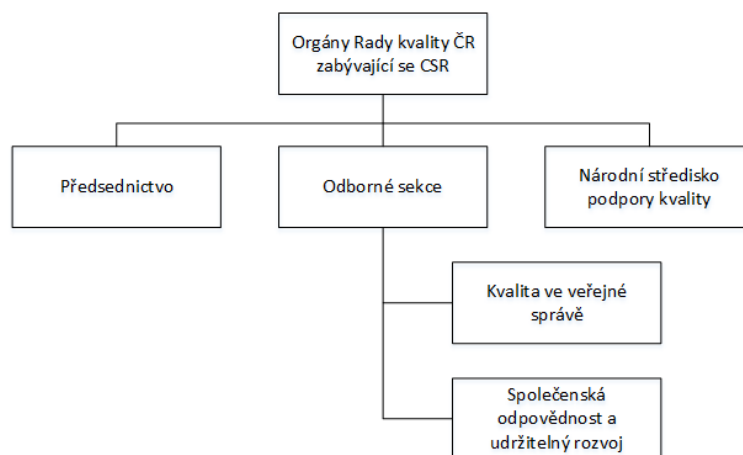 Orgány Rady kvality ČR
zabývající se CSR
Předsednictvo
Odborné sekce
Národní středisko
podpory kvality
Kvalita ve veřejné
správě
Společenská
odpovědnost a
udržitelný rozvoj